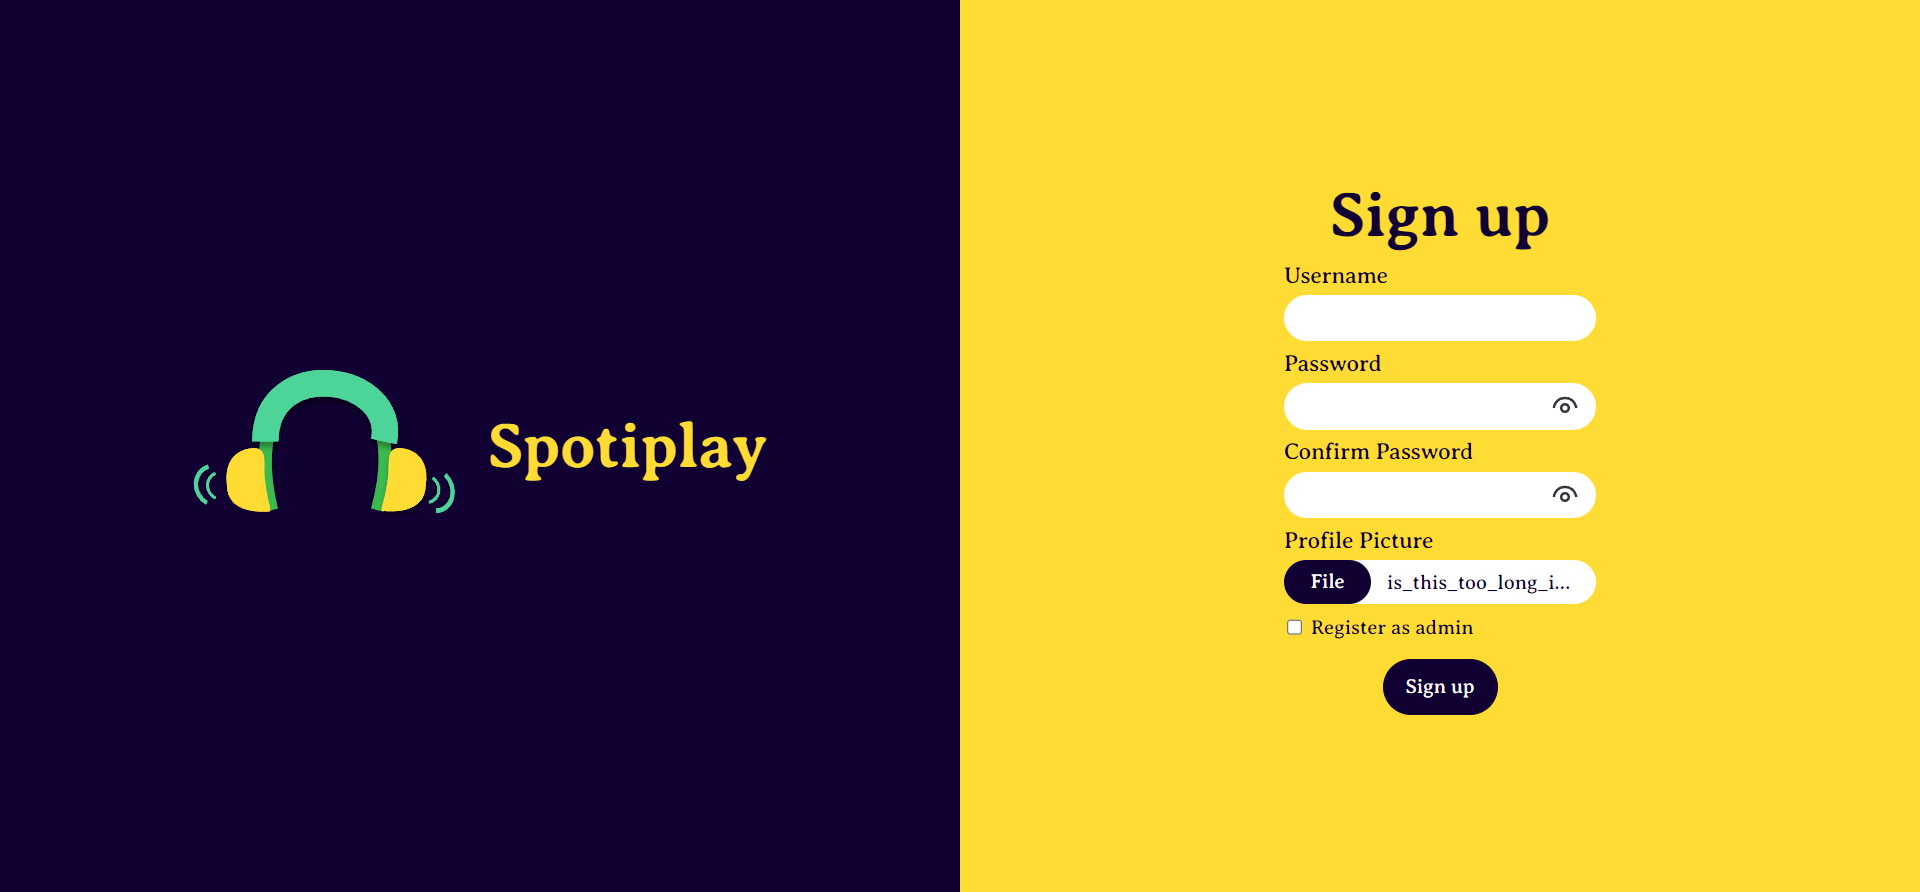 Spotiplay
Sign up
Username
Password
Confirm Password
Profile Picture
File is_this_too_long_i...
Register as admin
Sign up